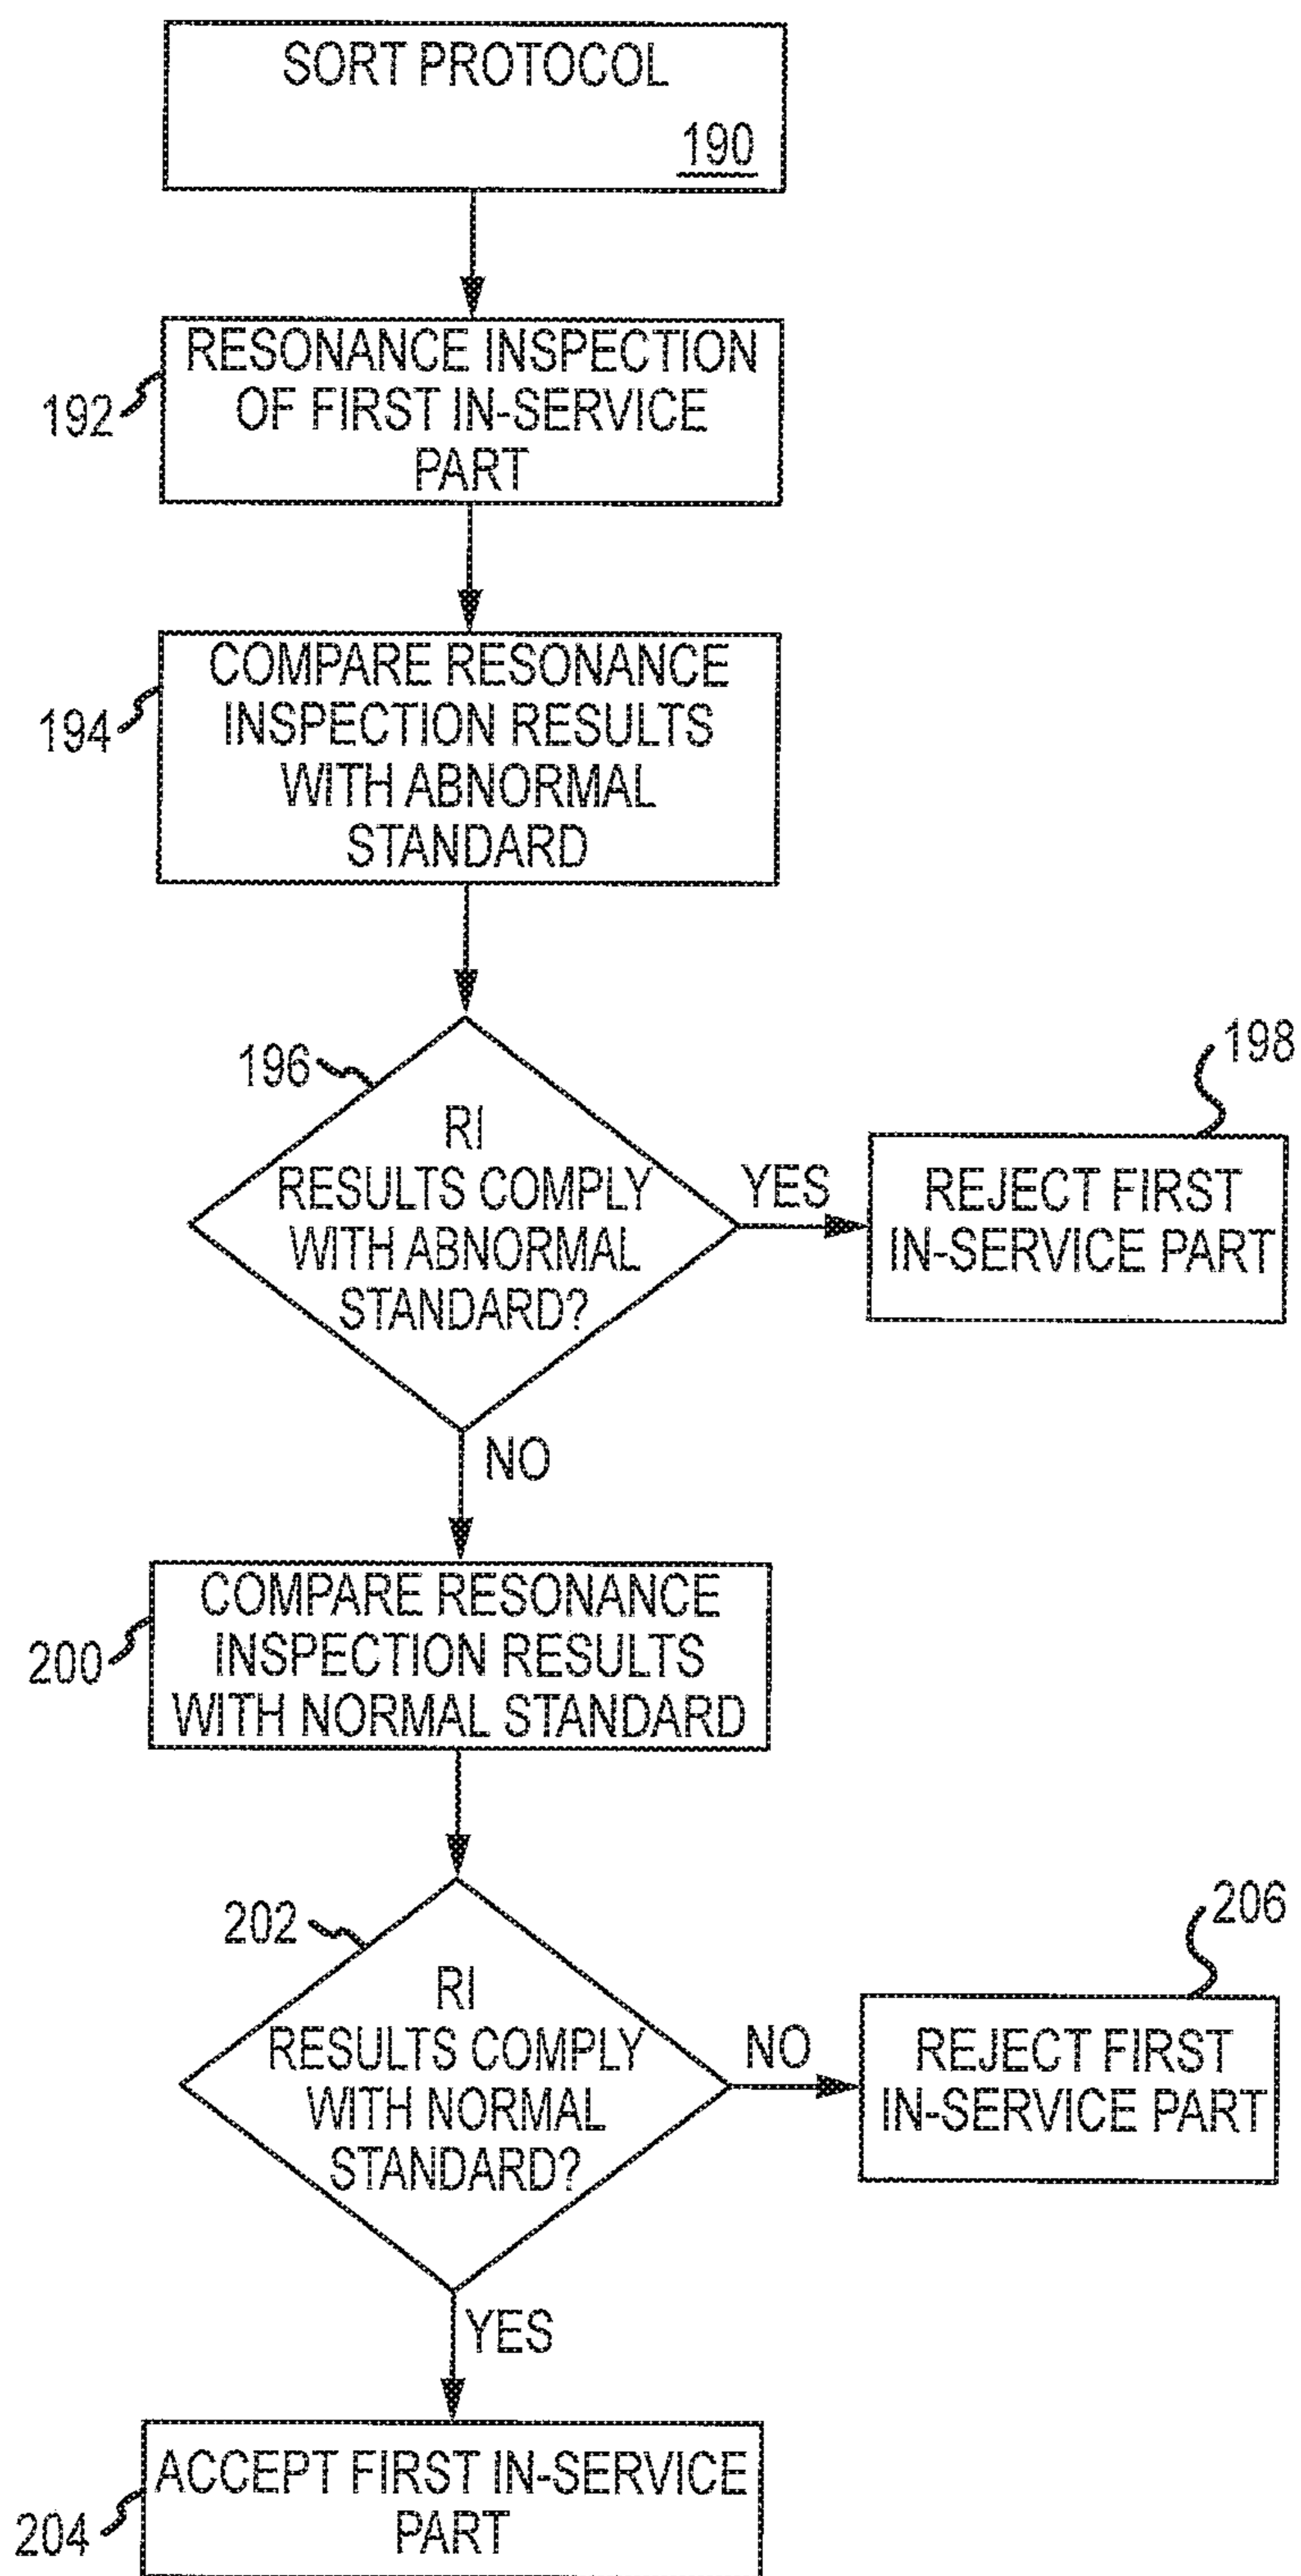 SORT PROTOCOL
190
RESONANCE INSPECTION
OF FIRST IN-SERVICE
PART
192
COMPARE RESONANCE
INSPECTION RESULTS
WITH ABNORMAL
STANDARD
194
196
RI
RESULTS COMPLY
WITH ABNORMAL
STANDARD?
YES
198
REJECT FIRST
IN-SERVICE PART
NO
COMPARE RESONANCE
INSPECTION RESULTS
WITH NORMAL STANDARD
200
202
RI
RESULTS COMPLY
WITH NORMAL
STANDARD?
NO
206
REJECT FIRST
IN-SERVICE PART
YES
ACCEPT FIRST IN-SERVICE
PART
204